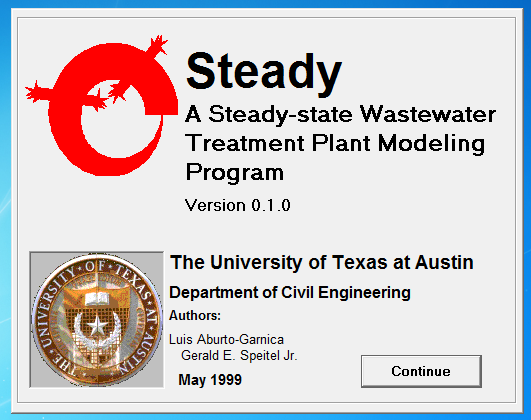 Steady
A Steady-state Wastewater
Treatment Plant Modeling
Program
Version 0.1.0
THE UNIVERSITY OF TEXAS AT AUSTIN
The University of Texas at Austin
Department of Civil Engineering
Authors:
Luis Aburto-Garnica
Gerald E. Speitel Jr.
May 1999
Continue